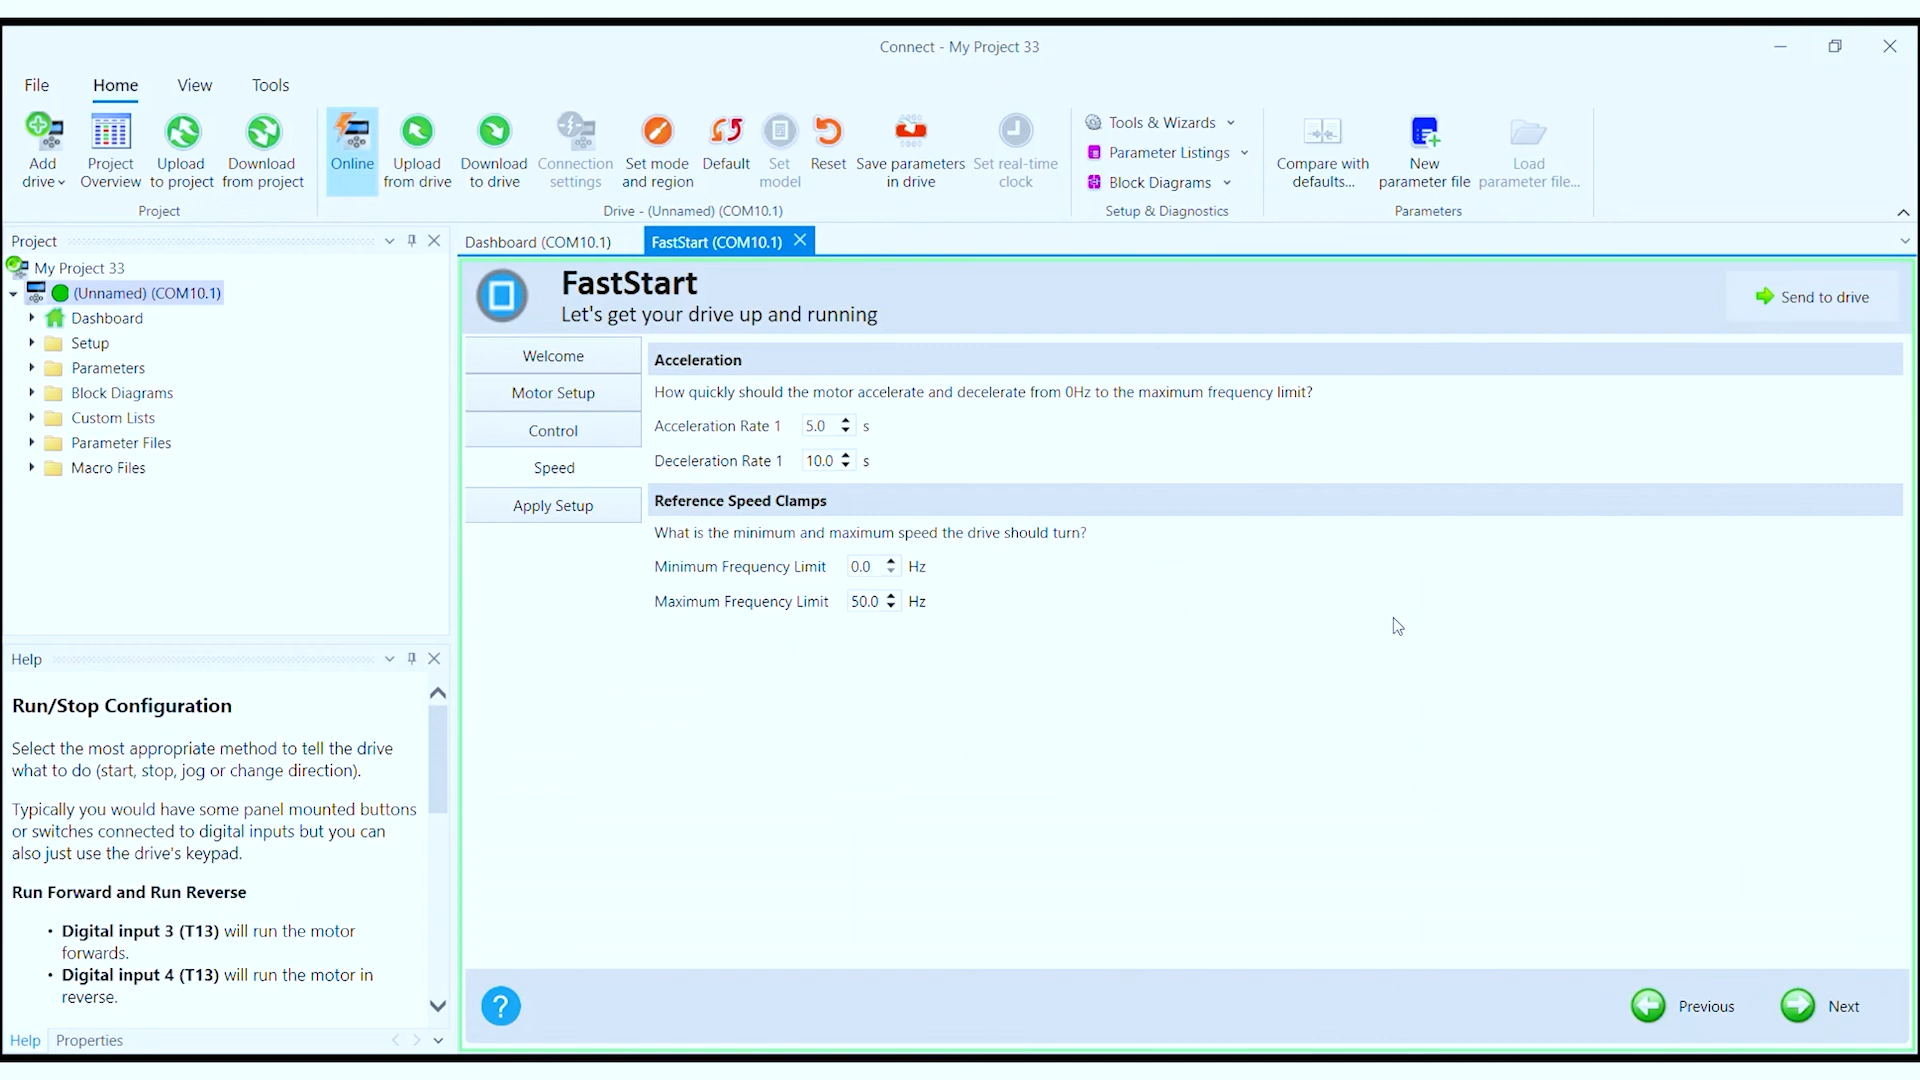 Connect - My Project 33
File Home View Tools
Add drive
Project Overview
Upload to project
Download from project
Online
Upload from drive
Download to drive
Connection settings
Set mode and region
Default
Set model
Reset
Save parameters in drive
Set real-time clock
Tools & Wizards
Parameter Listings
Block Diagrams
Compare with defaults...
New parameter file
Load parameter file...
Project
Drive - (Unnamed) (COM10.1)
Setup & Diagnostics
Parameters
Project
My Project 33
(Unnamed) (COM10.1)
Dashboard
Setup
Parameters
Block Diagrams
Custom Lists
Parameter Files
Macro Files
Help
Run/Stop Configuration
Select the most appropriate method to tell the drive
what to do (start, stop, jog or change direction).
Typically you would have some panel mounted buttons
or switches connected to digital inputs but you can
also just use the drive's keypad.
Run Forward and Run Reverse
• Digital input 3 (T13) will run the motor
forwards.
• Digital input 4 (T13) will run the motor in
reverse.
Help Properties
Dashboard (COM10.1) FastStart (COM10.1)
FastStart
Let's get your drive up and running
Send to drive
Welcome
Motor Setup
Control
Speed
Apply Setup
Acceleration
How quickly should the motor accelerate and decelerate from 0Hz to the maximum frequency limit?
Acceleration Rate 1 5.0 s
Deceleration Rate 1 10.0 s
Reference Speed Clamps
What is the minimum and maximum speed the drive should turn?
Minimum Frequency Limit 0.0 Hz
Maximum Frequency Limit 50.0 Hz
? Previous Next